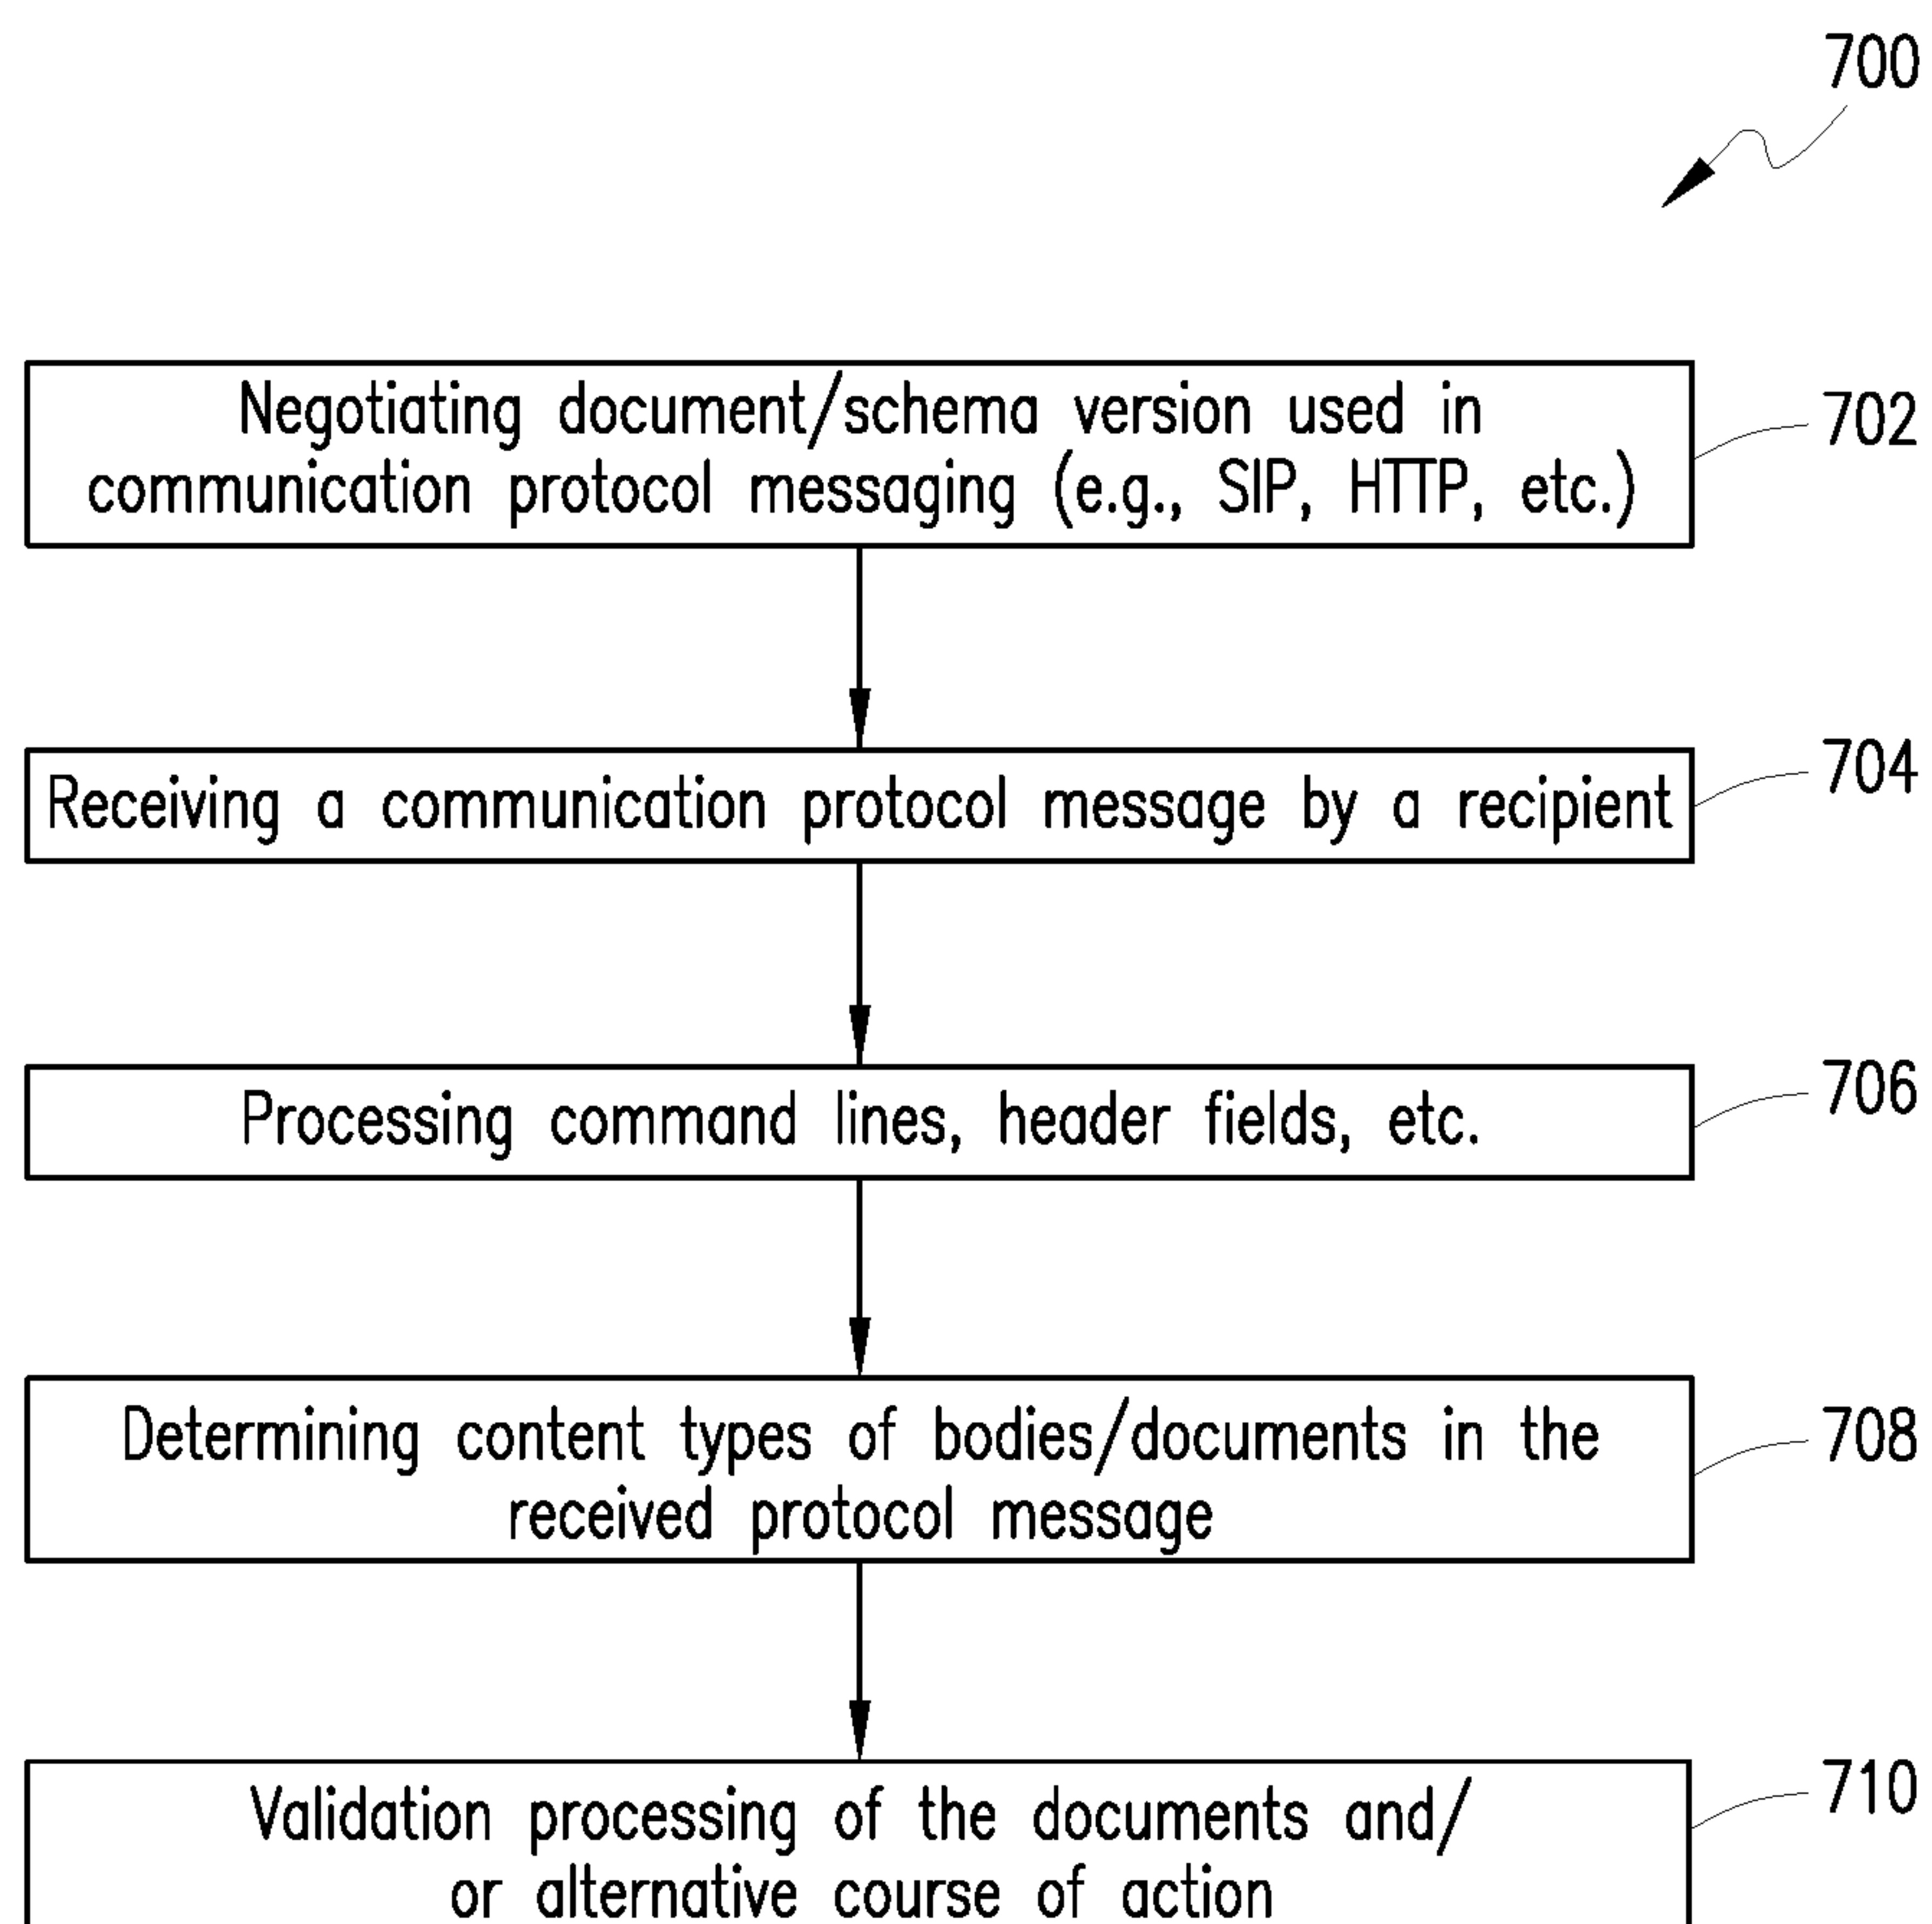 700
Negotiating document/schema version used in
communication protocol messaging (e.g., SIP, HTTP, etc.)
702
Receiving a communication protocol message by a recipient
704
Processing command lines, header fields, etc.
706
Determining content types of bodies/documents in the
received protocol message
708
Validation processing of the documents and/
or alternative course of action
710